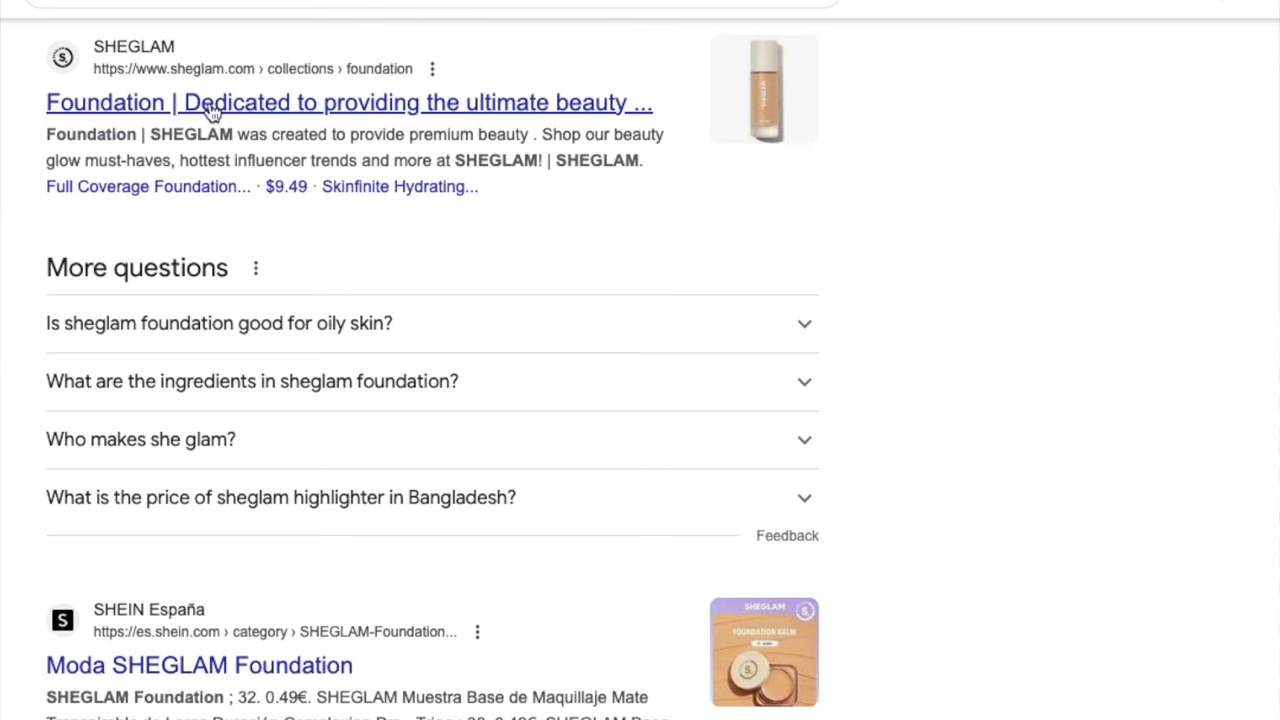 SHEGLAM
https://www.sheglam.com › collections › foundation
Foundation | Dedicated to providing the ultimate beauty ...
Foundation | SHEGLAM was created to provide premium beauty . Shop our beauty
glow must-haves, hottest influencer trends and more at SHEGLAM! | SHEGLAM.
Full Coverage Foundation... · $9.49 · Skinfinite Hydrating...
More questions
Is sheglam foundation good for oily skin?
What are the ingredients in sheglam foundation?
Who makes she glam?
What is the price of sheglam highlighter in Bangladesh?
Feedback
S
SHEIN España
https://es.shein.com › category › SHEGLAM-Foundation...
Moda SHEGLAM Foundation
SHEGLAM Foundation ; 32. 0.49€. SHEGLAM Muestra Base de Maquillaje Mate
SHEGLAM
FOUNDATION BALM